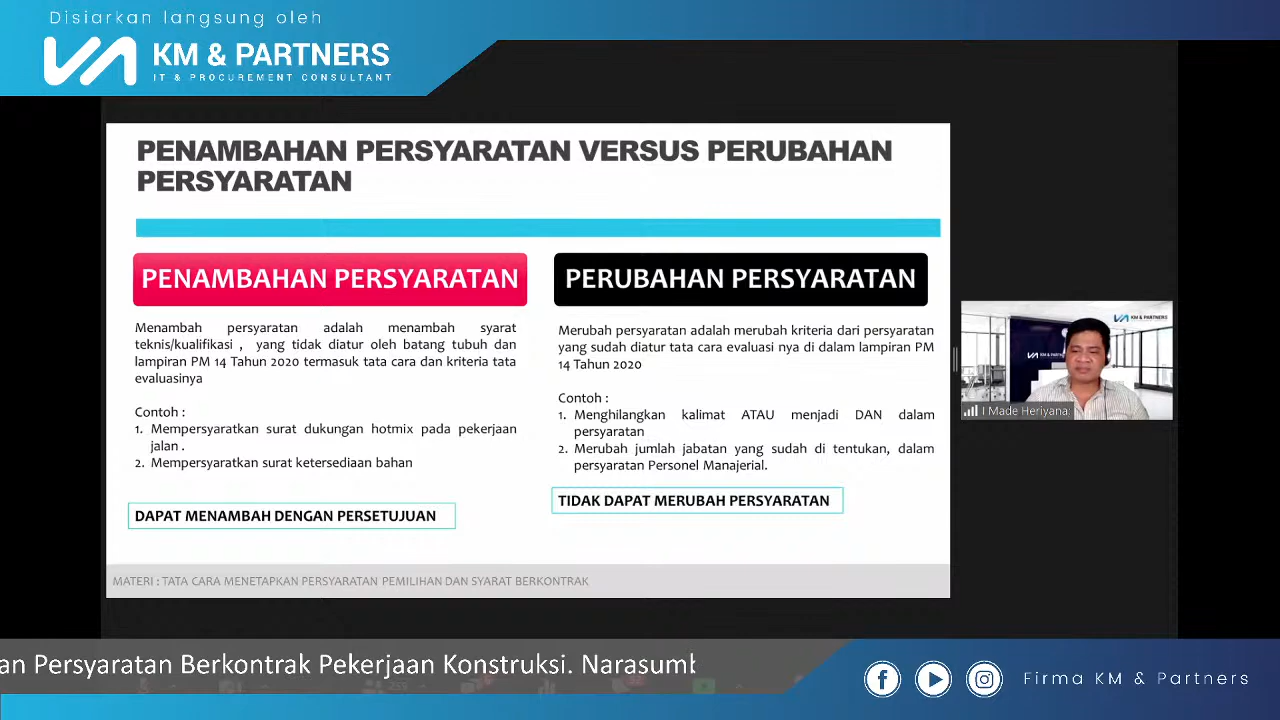 Disiarkan langsung oleh
KM & PARTNERS
IT & PROCUREMENT CONSULTANT
PENAMBAHAN PERSYARATAN VERSUS PERUBAHAN
PERSYARATAN
PENAMBAHAN PERSYARATAN
Menambah persyaratan adalah menambah syarat
teknis/kualifikasi , yang tidak diatur oleh batang tubuh dan
lampiran PM 14 Tahun 2020 termasuk tata cara dan kriteria tata
evaluasinya
Contoh :
1. Mempersyaratkan surat dukungan hotmix pada pekerjaan
jalan .
2. Mempersyaratkan surat ketersediaan bahan
DAPAT MENAMBAH DENGAN PERSETUJUAN
PERUBAHAN PERSYARATAN
Merubah persyaratan adalah merubah kriteria dari persyaratan
yang sudah diatur tata cara evaluasi nya di dalam lampiran PM
14 Tahun 2020
Contoh :
1. Menghilangkan kalimat ATAU menjadi DAN dalam
persyaratan
2. Merubah jumlah jabatan yang sudah di tentukan, dalam
persyaratan Personel Manajerial.
TIDAK DAPAT MERUBAH PERSYARATAN
MATERI : TATA CARA MENETAPKAN PERSYARATAN PEMILIHAN DAN SYARAT BERKONTRAK
KM & PARTNERS
KM & PARTNERS
I Made Heriyana
an Persyaratan Berkontrak Pekerjaan Konstruksi. Narasum
Firma KM & Partners